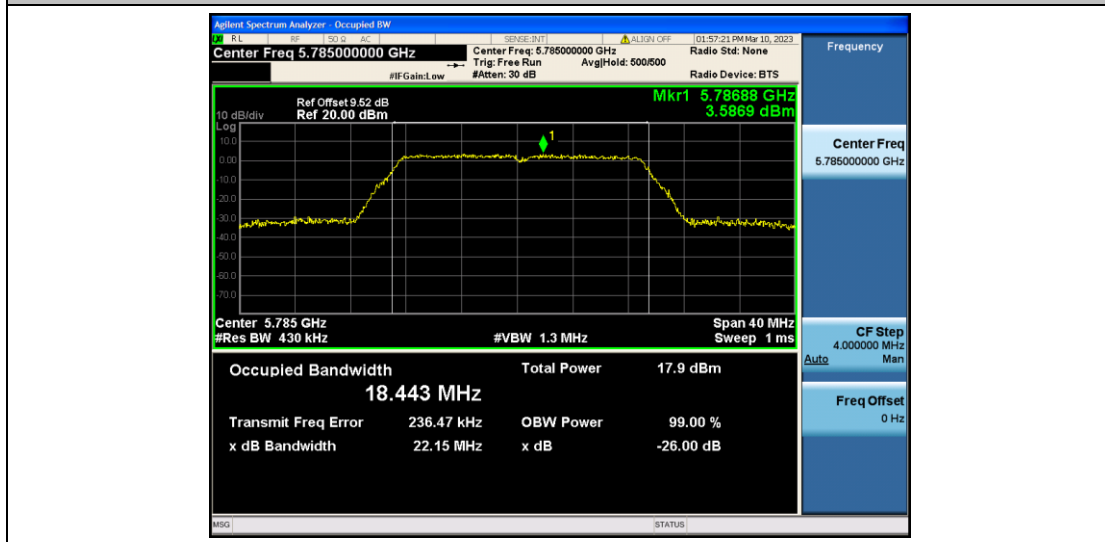 Agilent Spectrum Analyzer - Occupied BW
RL RF 50 Ω AC SENSE:INT ALIGN OFF 01:57:21 PM Mar 10, 2023
Center Freq 5.785000000 GHz
Center Freq: 5.785000000 GHz
Radio Std: None
Trig: Free Run Avg|Hold: 500/500
#IFGain:Low #Atten: 30 dB Radio Device: BTS
Ref Offset 9.52 dB
Mkr1 5.78688 GHz
10 dB/div Ref 20.00 dBm 3.5869 dBm
Log
1
10.0
0.00
-10.0
-20.0
-30.0
-40.0
-50.0
-60.0
-70.0
Center 5.785 GHz Span 40 MHz
#Res BW 430 kHz #VBW 1.3 MHz Sweep 1 ms
Occupied Bandwidth Total Power 17.9 dBm
18.443 MHz
Transmit Freq Error 236.47 kHz OBW Power 99.00 %
x dB Bandwidth 22.15 MHz x dB -26.00 dB
MSG STATUS
Frequency
Center Freq
5.785000000 GHz
CF Step
4.000000 MHz
Auto Man
Freq Offset
0 Hz